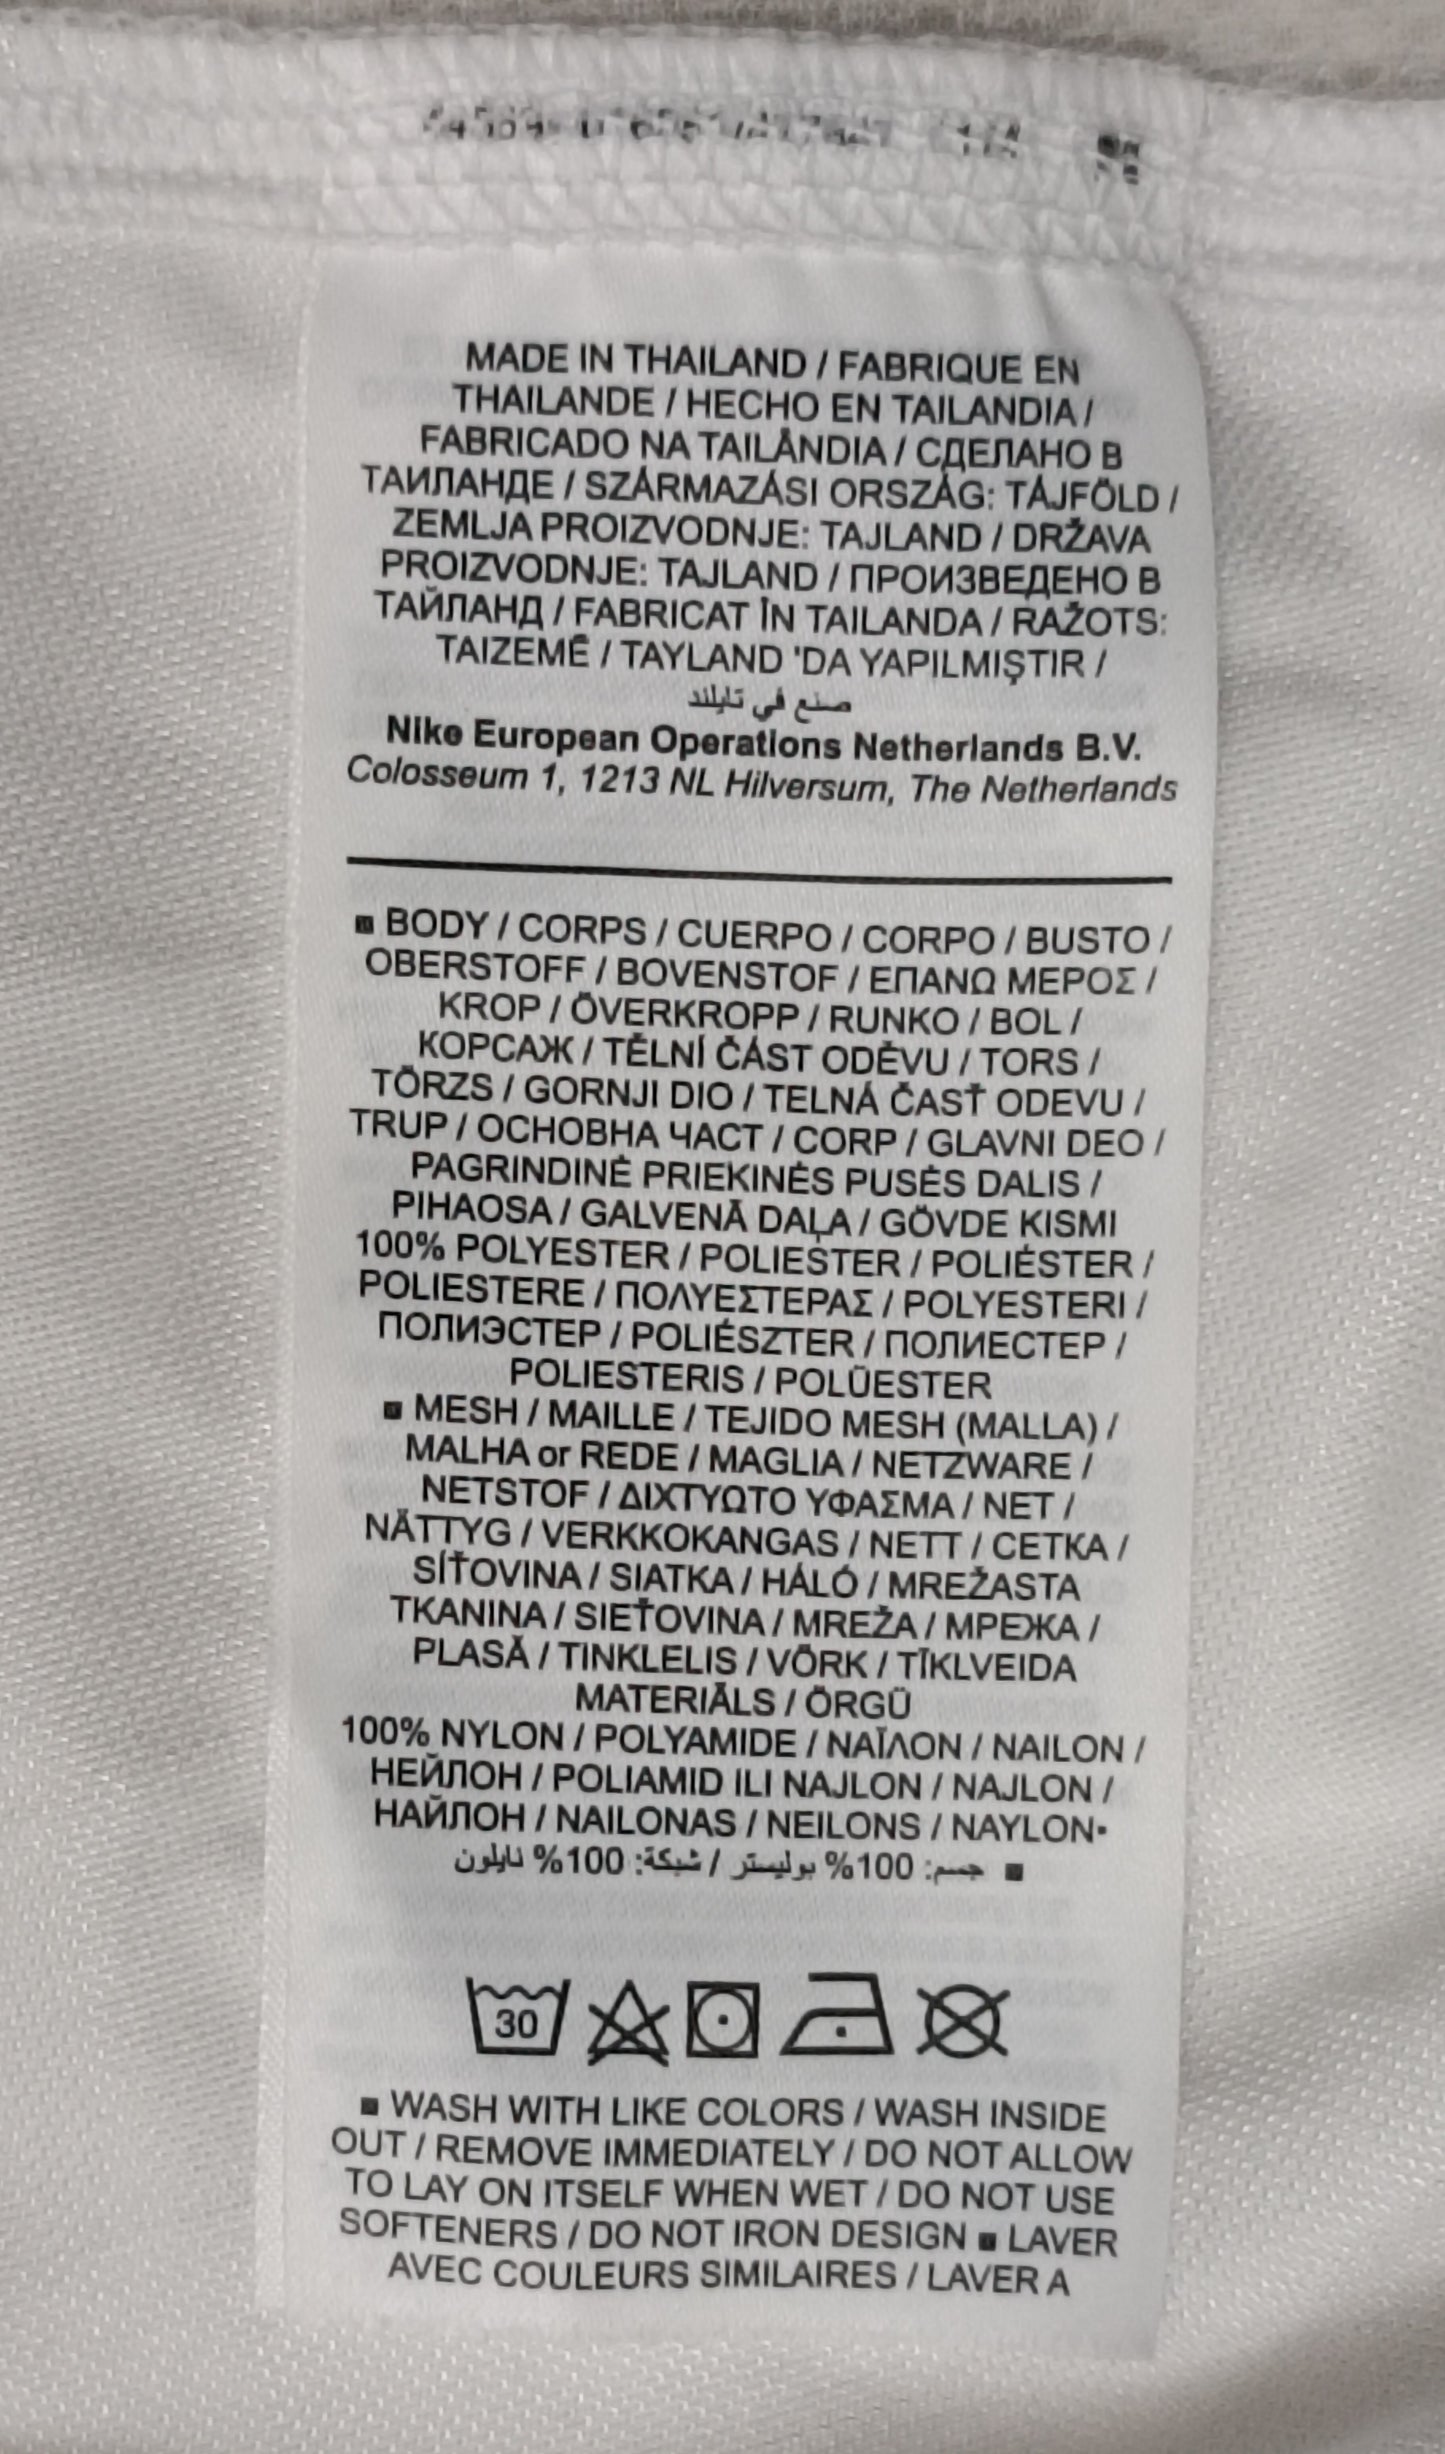 MADE IN THAILAND / FABRIQUE EN
THAILANDE / HECHO EN TAILANDIA /
FABRICADO NA TAILÂNDIA / СДЕЛАНО В
ТАИЛАНДЕ / SZÁRMAZÁSI ORSZÁG: TÁJFÖLD /
ZEMLJA PROIZVODNJE: TAJLAND / DRŽAVA
PROIZVODNJE: TAJLAND / ПРОИЗВЕДЕНО В
ТАЙЛАНД / FABRICAT ÎN TAILANDA / RAŽOTS:
TAIZEMĒ / TAYLAND 'DA YAPILMIŞTIR /
صنع في تايلند
Nike European Operations Netherlands B.V.
Colosseum 1, 1213 NL Hilversum, The Netherlands
■ BODY / CORPS / CUERPO / CORPO / BUSTO /
OBERSTOFF / BOVENSTOF / ΕΠΑΝΩ ΜΕΡΟΣ /
KROP / ÖVERKROPP / RUNKO / BOL /
КОРСАЖ / TĚLNÍ ČÁST ODĚVU / TORS /
TÖRZS / GORNJI DIO / TELNÁ ČASŤ ODEVU /
TRUP / ОСНОВНА ЧАСТ / CORP / GLAVNI DEO /
PAGRINDINĖ PRIEKINĖS PUSĖS DALIS /
PIHAOSA / GALVENĀ DAĻA / GÖVDE KISMI
100% POLYESTER / POLIESTER / POLIÉSTER /
POLIESTERE / ΠΟΛΥΕΣΤΕΡΑΣ / POLYESTERI /
ПОЛИЭСТЕР / POLIÉSZTER / ПОЛИЕСТЕР /
POLIESTERIS / POLÜESTER
■ MESH / MAILLE / TEJIDO MESH (MALLA) /
MALHA or REDE / MAGLIA / NETZWARE /
NETSTOF / ΔΙΧΤΥΩΤΟ ΥΦΑΣΜΑ / NET /
NÄTTYG / VERKKOKANGAS / NETT / СЕТКА /
SÍŤOVINA / SIATKA / HÁLÓ / MREŽASTA
TKANINA / SIEŤOVINA / MREŽA / МРЕЖА /
PLASĂ / TINKLELIS / VÕRK / TĪKLVEIDA
MATERIĀLS / ÖRGÜ
100% NYLON / POLYAMIDE / ΝΑΪΛΟΝ / NAILON /
НЕЙЛОН / POLIAMID ILI NAJLON / NAJLON /
НАЙЛОН / NAILONAS / NEILONS / NAYLON•
■ جسم: 100% بوليستر / شبكة: 100% نايلون
30
■ WASH WITH LIKE COLORS / WASH INSIDE
OUT / REMOVE IMMEDIATELY / DO NOT ALLOW
TO LAY ON ITSELF WHEN WET / DO NOT USE
SOFTENERS / DO NOT IRON DESIGN ■ LAVER
AVEC COULEURS SIMILAIRES / LAVER A